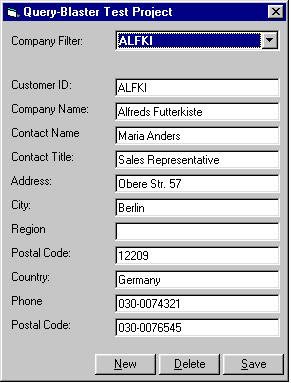 Query-Blaster Test Project
Company Filter: ALFKI
Customer ID: ALFKI
Company Name: Alfreds Futterkiste
Contact Name Maria Anders
Contact Title: Sales Representative
Address: Obere Str. 57
City: Berlin
Region
Postal Code: 12209
Country: Germany
Phone 030-0074321
Postal Code: 030-0076545
New Delete Save